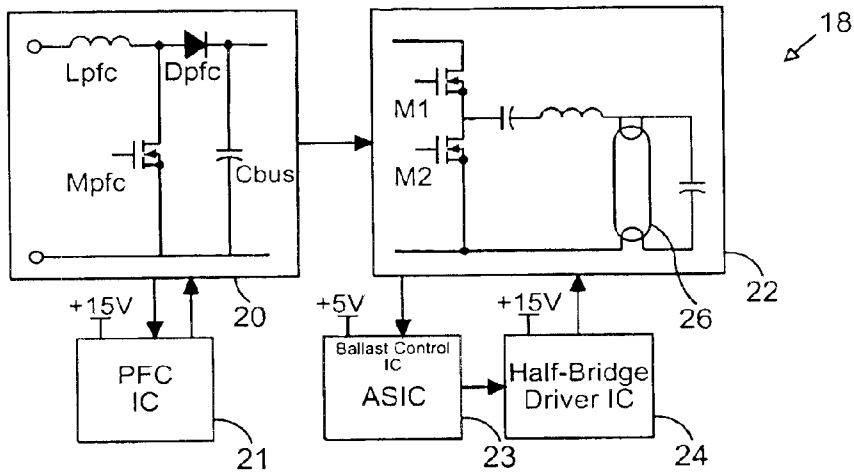 18
Lpfc
Dpfc
Mpfc
Cbus
M1
M2
20
26
22
+15V
PFC
IC
21
+5V
Ballast Control
IC
ASIC
23
+15V
Half-Bridge
Driver IC
24